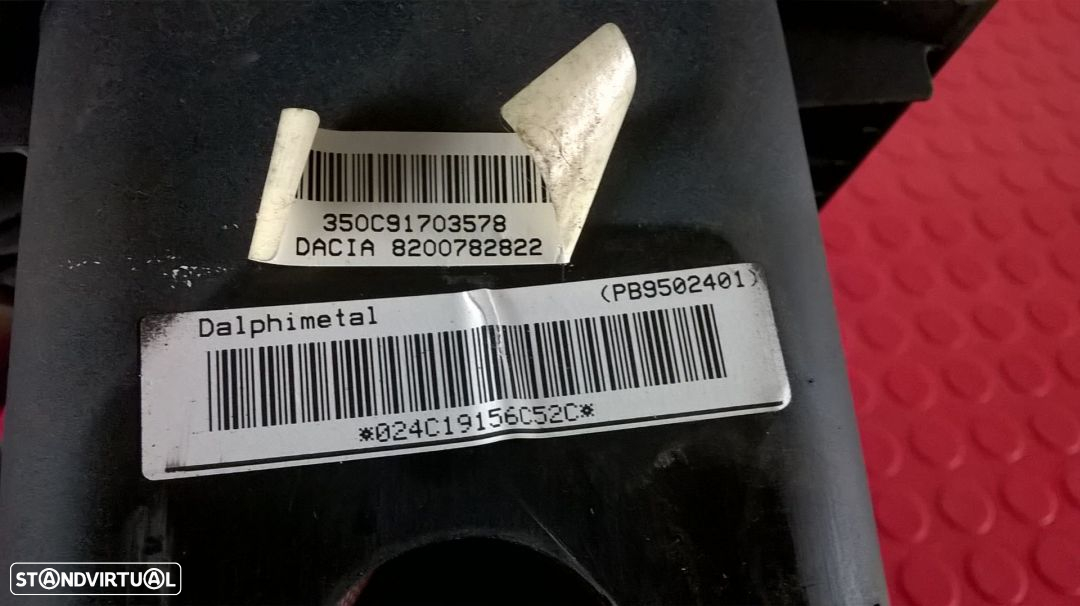 350C91703578
DACIA 8200782822
Dalphimetal (PB9502401)
*024C19156C52C*
STANDVIRTUAL